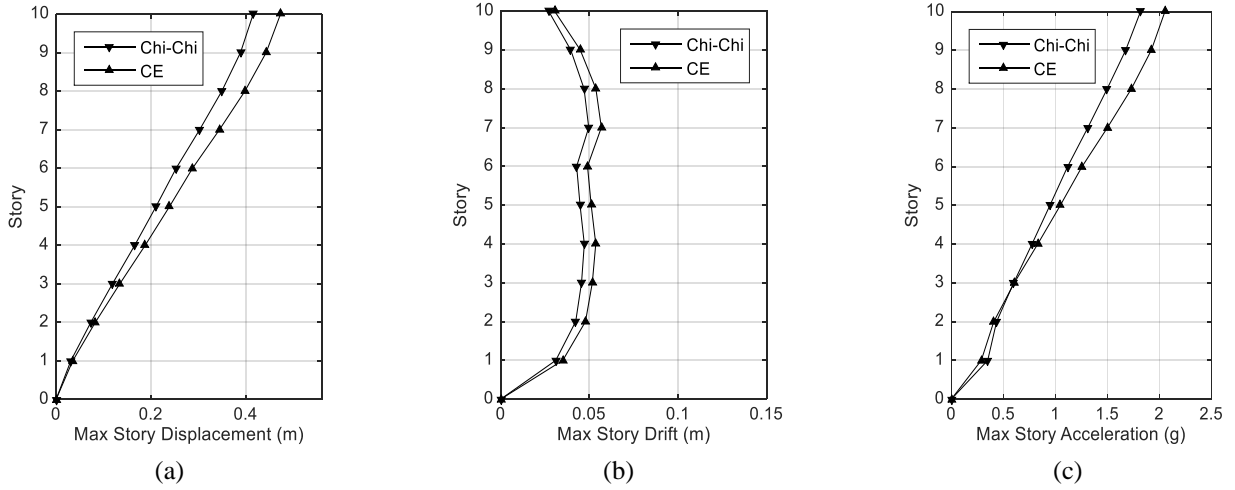 10
9
8
7
6
5
4
3
2
1
0
Story
Chi-Chi
CE
0 0.2 0.4
Max Story Displacement (m)
(a)
10
9
8
7
6
5
4
3
2
1
0
Story
Chi-Chi
CE
0 0.05 0.1 0.15
Max Story Drift (m)
(b)
10
9
8
7
6
5
4
3
2
1
0
Story
Chi-Chi
CE
0 0.5 1 1.5 2 2.5
Max Story Acceleration (g)
(c)